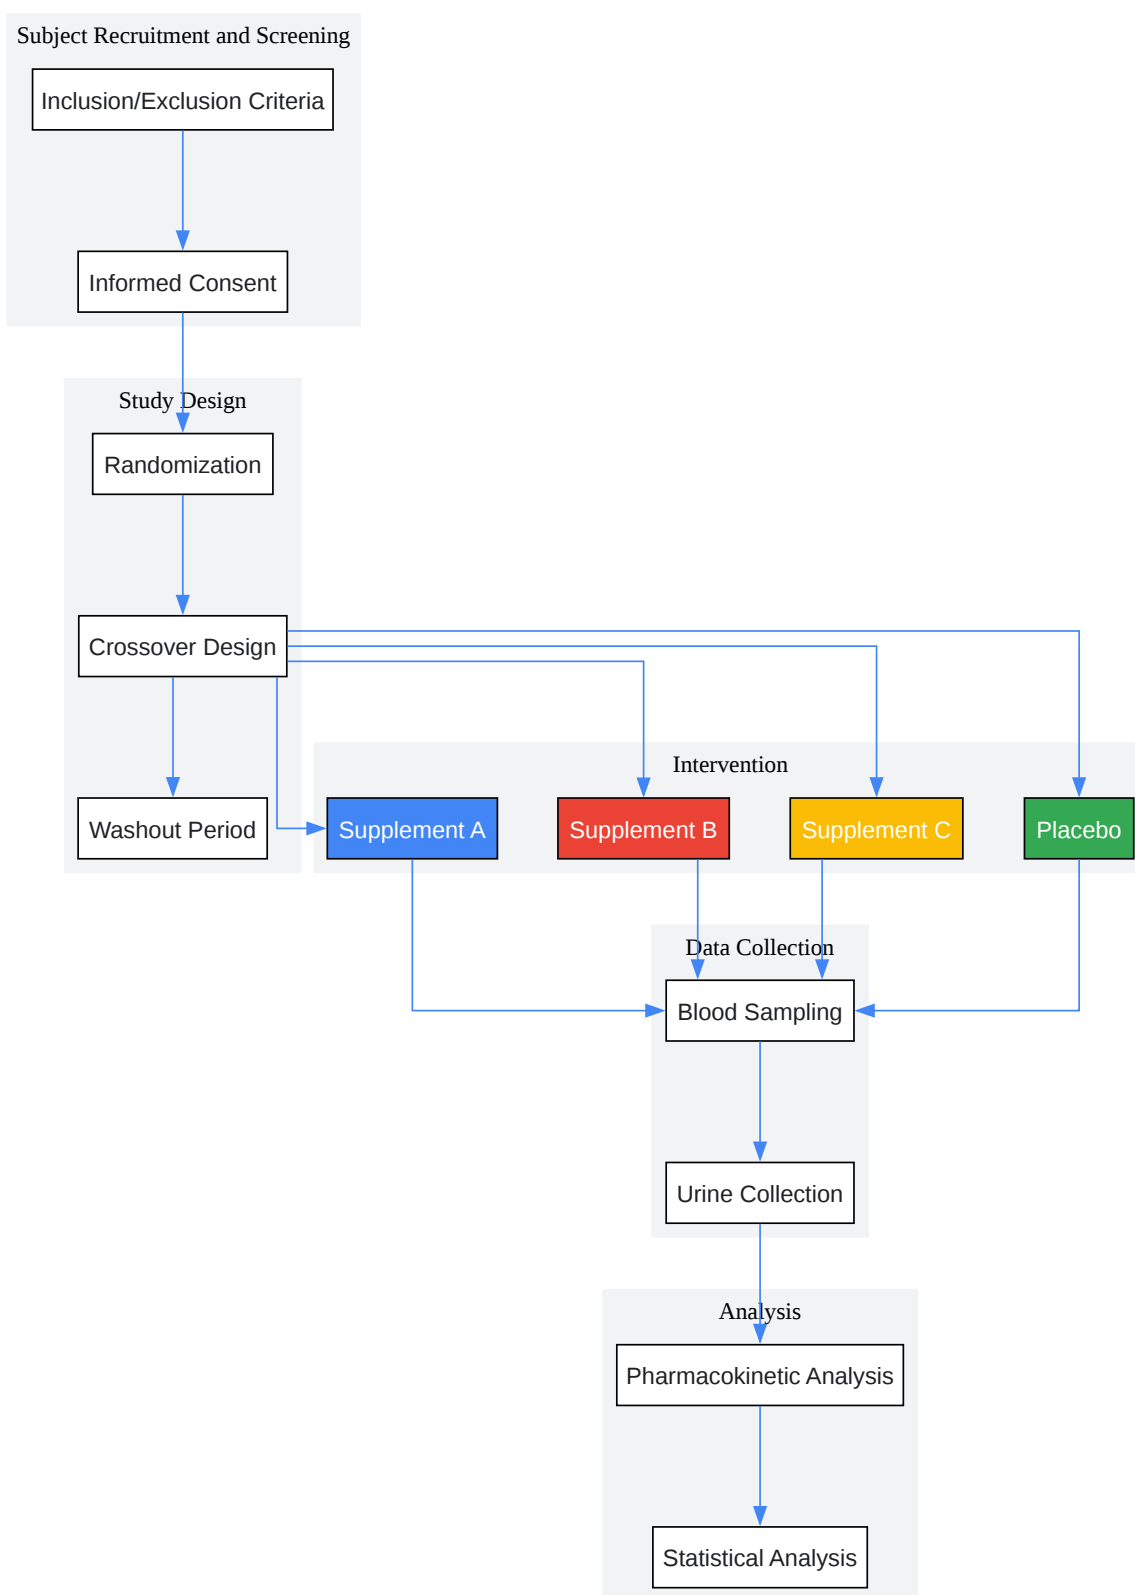 Subject Recruitment and Screening
Inclusion/Exclusion Criteria
Informed Consent
Study Design
Randomization
Crossover Design
Washout Period
Intervention
Supplement A
Supplement B
Supplement C
Placebo
Data Collection
Blood Sampling
Urine Collection
Analysis
Pharmacokinetic Analysis
Statistical Analysis